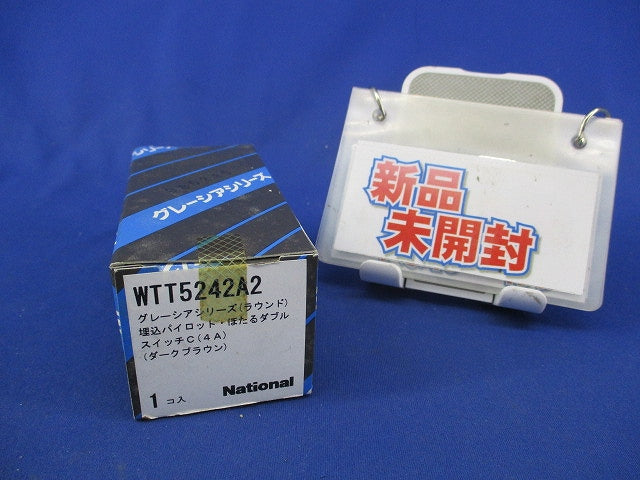 グレーシアシリーズ
WTT5242A2
グレーシアシリーズ(ラウンド)
埋込パイロット・ほたるダブル
スイッチC(4A)
(ダークブラウン)
1 コ入
National
新品
未開封